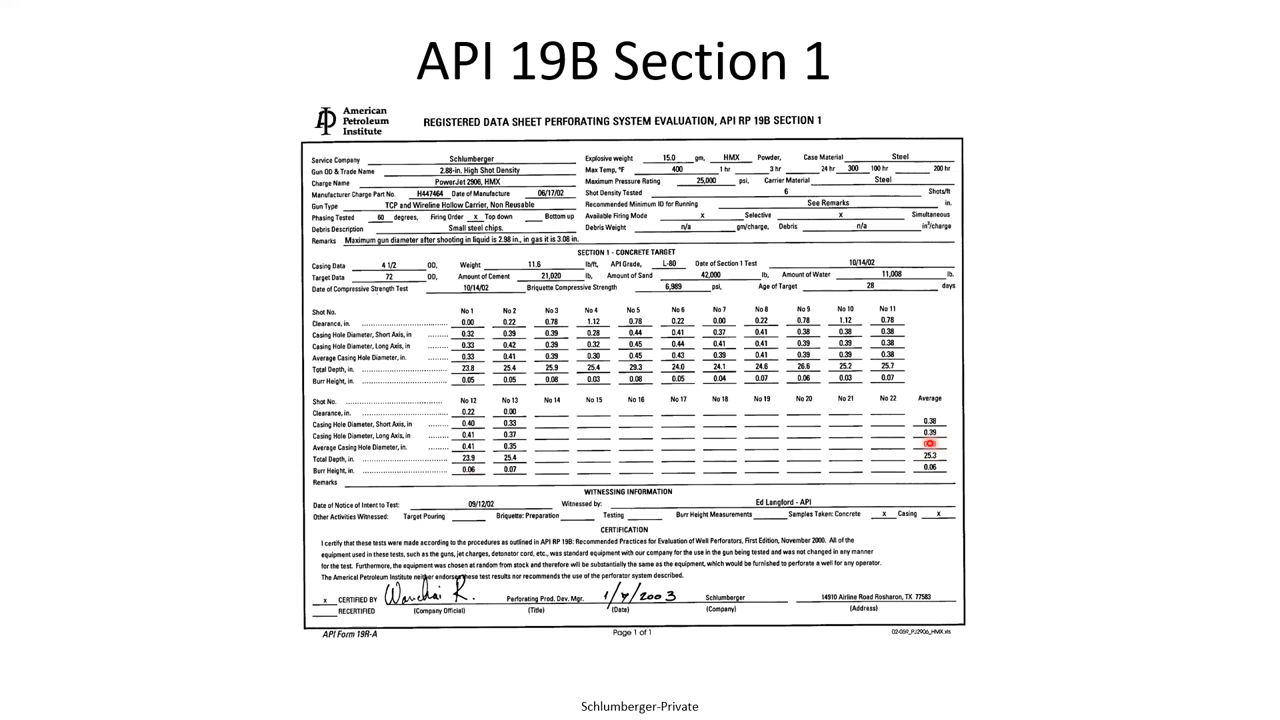 API 19B Section 1
American
Petroleum
Institute
REGISTERED DATA SHEET PERFORATING SYSTEM EVALUATION, API RP 19B SECTION 1
Service Company Schlumberger Explosive weight 15.0 gm, HMX Powder, Case Material Steel
Gun OD & Trade Name 2.88-in. High Shot Density Max Temp, °F 400 1 hr 3 hr 24 hr 300 100 hr 200 hr
Charge Name PowerJet 2906, HMX Maximum Pressure Rating 25,000 psi, Carrier Material Steel
Manufacturer Charge Part No. H447464 Date of Manufacture 06/17/02 Shot Density Tested 6 Shots/ft
Gun Type TCP and Wireline Hollow Carrier, Non Reusable Recommended Minimum ID for Running See Remarks in.
Phasing Tested 60 degrees, Firing Order x Top down Bottom up Available Firing Mode x Selective x Simultaneous
Debris Description Small steel chips. Debris Weight n/a gm/charge, Debris n/a in³/charge
Remarks Maximum gun diameter after shooting in liquid is 2.98 in., in gas it is 3.08 in.
SECTION 1 - CONCRETE TARGET
Casing Data 4 1/2 OD, Weight 11.6 lb/ft, API Grade, L-80 Date of Section 1 Test 10/14/02
Target Data 72 OD, Amount of Cement 21,020 lb, Amount of Sand 42,000 lb, Amount of Water 11,008 lb.
Date of Compressive Strength Test 10/14/02 Briquette Compressive Strength 6,989 psi, Age of Target 28 days
Shot No. No 1 No 2 No 3 No 4 No 5 No 6 No 7 No 8 No 9 No 10 No 11
Clearance, in. 0.00 0.22 0.78 1.12 0.78 0.22 0.00 0.22 0.78 1.12 0.78
Casing Hole Diameter, Short Axis, in 0.32 0.39 0.39 0.28 0.44 0.41 0.37 0.41 0.38 0.38 0.38
Casing Hole Diameter, Long Axis, in. 0.33 0.42 0.39 0.32 0.45 0.44 0.41 0.41 0.39 0.39 0.38
Average Casing Hole Diameter, in. 0.33 0.41 0.39 0.30 0.45 0.43 0.39 0.41 0.39 0.39 0.38
Total Depth, in. 23.8 25.4 25.9 25.4 29.3 24.0 24.1 24.6 26.6 25.2 25.7
Burr Height, in. 0.05 0.05 0.08 0.03 0.08 0.05 0.04 0.07 0.06 0.03 0.07
Shot No. No 12 No 13 No 14 No 15 No 16 No 17 No 18 No 19 No 20 No 21 No 22 Average
Clearance, in. 0.22 0.00
Casing Hole Diameter, Short Axis, in 0.40 0.33 0.38
Casing Hole Diameter, Long Axis, in. 0.41 0.37 0.39
Average Casing Hole Diameter, in. 0.41 0.35
Total Depth, in. 23.9 25.4 25.3
Burr Height, in. 0.06 0.07 0.06
Remarks
WITNESSING INFORMATION
Date of Notice of Intent to Test: 09/12/02 Witnessed by: Ed Langford - API
Other Activities Witnessed: Target Pouring Briquette: Preparation Testing Burr Height Measurements Samples Taken: Concrete x Casing x
CERTIFICATION
I certify that these tests were made according to the procedures as outlined in API RP 19B: Recommended Practices for Evaluation of Well Perforators, First Edition, November 2000. All of the
equipment used in these tests, such as the guns, jet charges, detonator cord, etc., was standard equipment with our company for the use in the gun being tested and was not changed in any manner
for the test. Furthermore, the equipment was chosen at random from stock and therefore will be substantially the same as the equipment, which would be furnished to perforate a well for any operator.
The Americal Petroleum Institute neither endorses these test results nor recommends the use of the perforator system described.
x CERTIFIED BY Wanchai R. Perforating Prod. Dev. Mgr. Schlumberger 14910 Airline Road Rosharon, TX 77583
RECERTIFIED (Company Official) (Title) (Date) (Company) (Address)
API Form 19R-A Page 1 of 1 02-059_PJ2906_HMX.xls
Schlumberger-Private